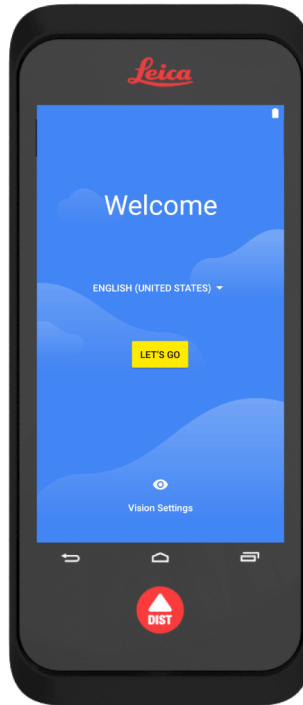 Leica
Welcome
ENGLISH (UNITED STATES)
LET'S GO
Vision Settings
DIST